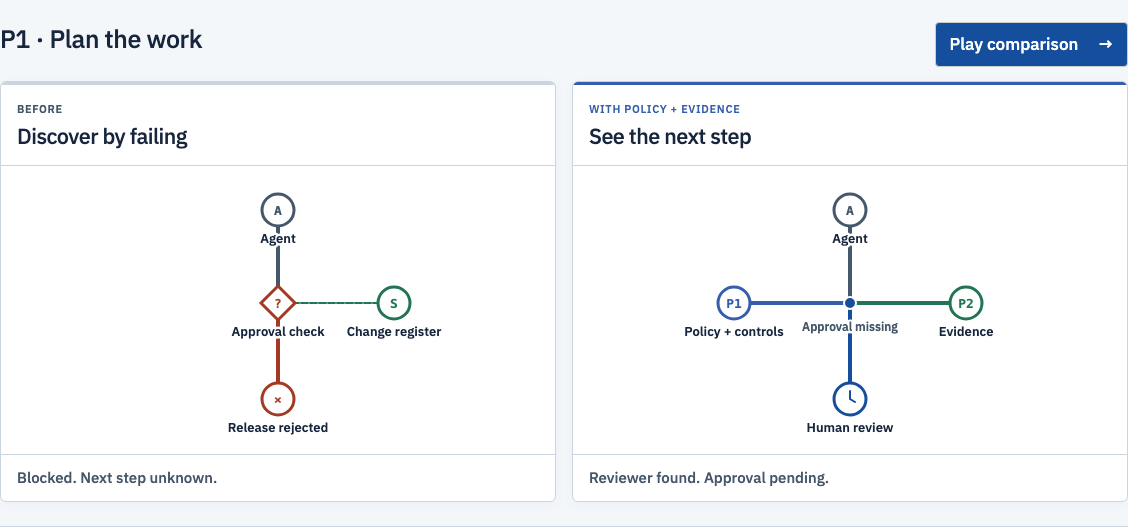 P1 · Plan the work
Play comparison →
BEFORE
Discover by failing
A
Agent
?
S
Approval check
Change register
×
Release rejected
Blocked. Next step unknown.
WITH POLICY + EVIDENCE
See the next step
A
Agent
P1
P2
Policy + controls
Approval missing
Evidence
Human review
Reviewer found. Approval pending.